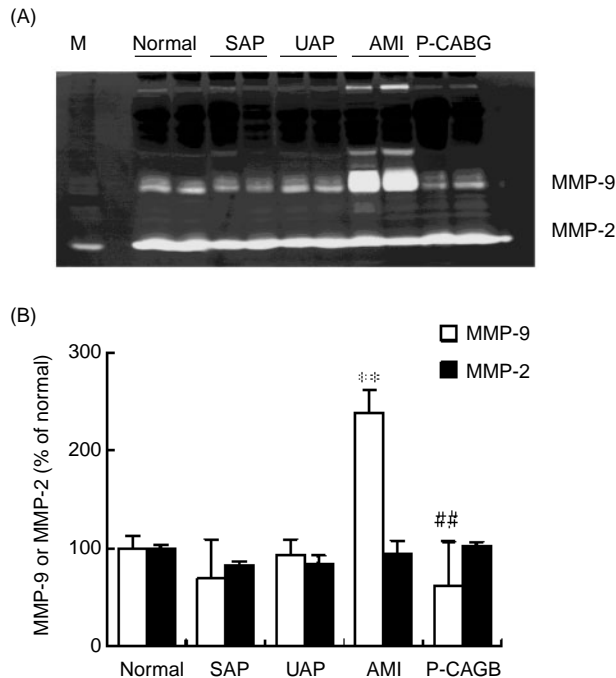 (A)
M Normal SAP UAP AMI P-CABG
MMP-9
MMP-2
(B)
MMP-9
MMP-2
MMP-9 or MMP-2 (% of normal)
300
200
100
0
**
##
Normal SAP UAP AMI P-CAGB